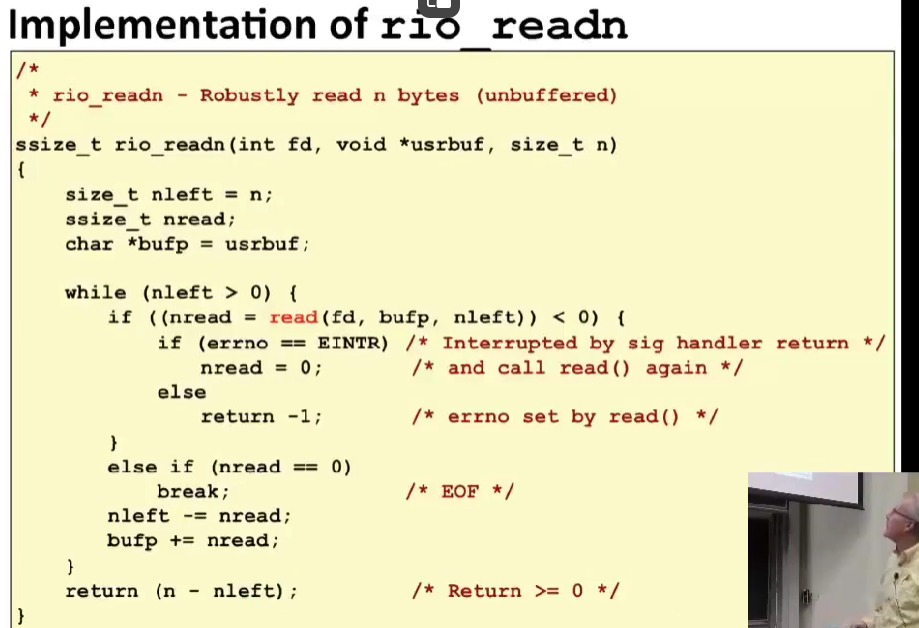 Implementation of rio_readn
/*
 * rio_readn - Robustly read n bytes (unbuffered)
 */
ssize_t rio_readn(int fd, void *usrbuf, size_t n)
{
    size_t nleft = n;
    ssize_t nread;
    char *bufp = usrbuf;

    while (nleft > 0) {
        if ((nread = read(fd, bufp, nleft)) < 0) {
            if (errno == EINTR) /* Interrupted by sig handler return */
                nread = 0;       /* and call read() again */
            else
                return -1;       /* errno set by read() */
        }
        else if (nread == 0)
            break;               /* EOF */
        nleft -= nread;
        bufp += nread;
    }
    return (n - nleft);          /* Return >= 0 */
}